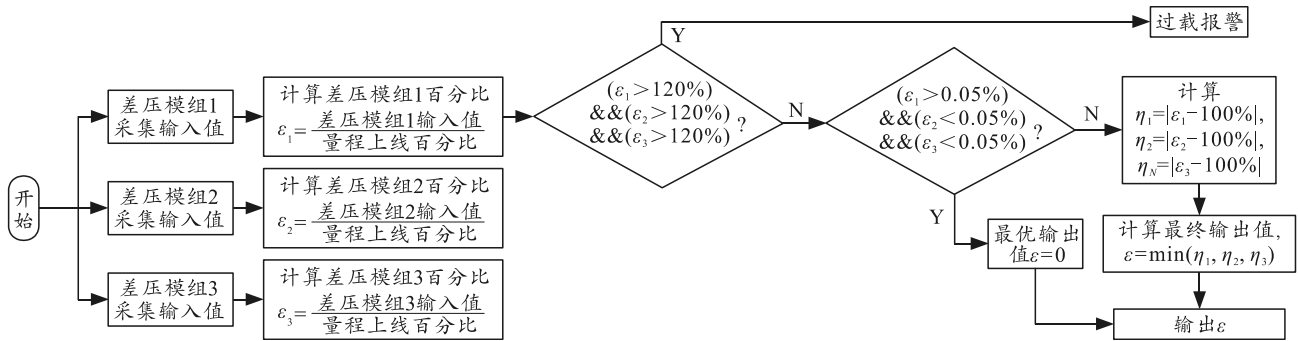 开始
差压模组1
采集输入值
计算差压模组1百分比
ε₁=差压模组1输入值
量程上线百分比
差压模组2
采集输入值
计算差压模组2百分比
ε₂=差压模组2输入值
量程上线百分比
差压模组3
采集输入值
计算差压模组3百分比
ε₃=差压模组3输入值
量程上线百分比
(ε₁>120%)
&&(ε₂>120%)
&&(ε₃>120%)
?
Y
过载报警
N
(ε₁>0.05%)
&&(ε₂<0.05%)
&&(ε₃<0.05%)
?
Y
最优输出
值ε=0
N
计算
η₁=|ε₁-100%|,
η₂=|ε₂-100%|,
η_N=|ε₃-100%|
计算最终输出值,
ε=min(η₁, η₂, η₃)
输出ε